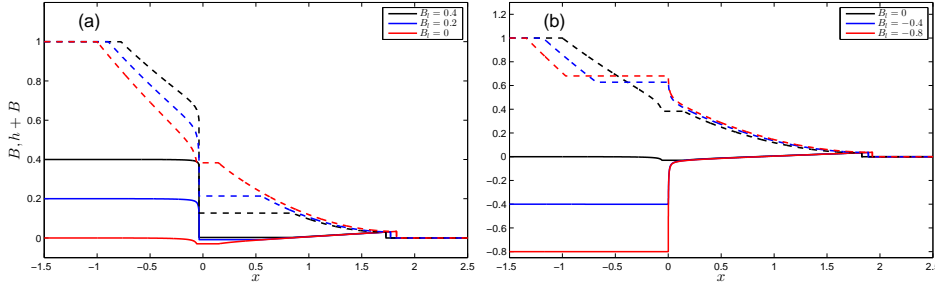 (a)
B_l = 0.4
B_l = 0.2
B_l = 0
B, h + B
1
0.8
0.6
0.4
0.2
0
−1.5 −1 −0.5 0 0.5 1 1.5 2 2.5
x
(b)
B_l = 0
B_l = −0.4
B_l = −0.8
1.2
1
0.8
0.6
0.4
0.2
0
−0.2
−0.4
−0.6
−0.8
−1.5 −1 −0.5 0 0.5 1 1.5 2 2.5
x